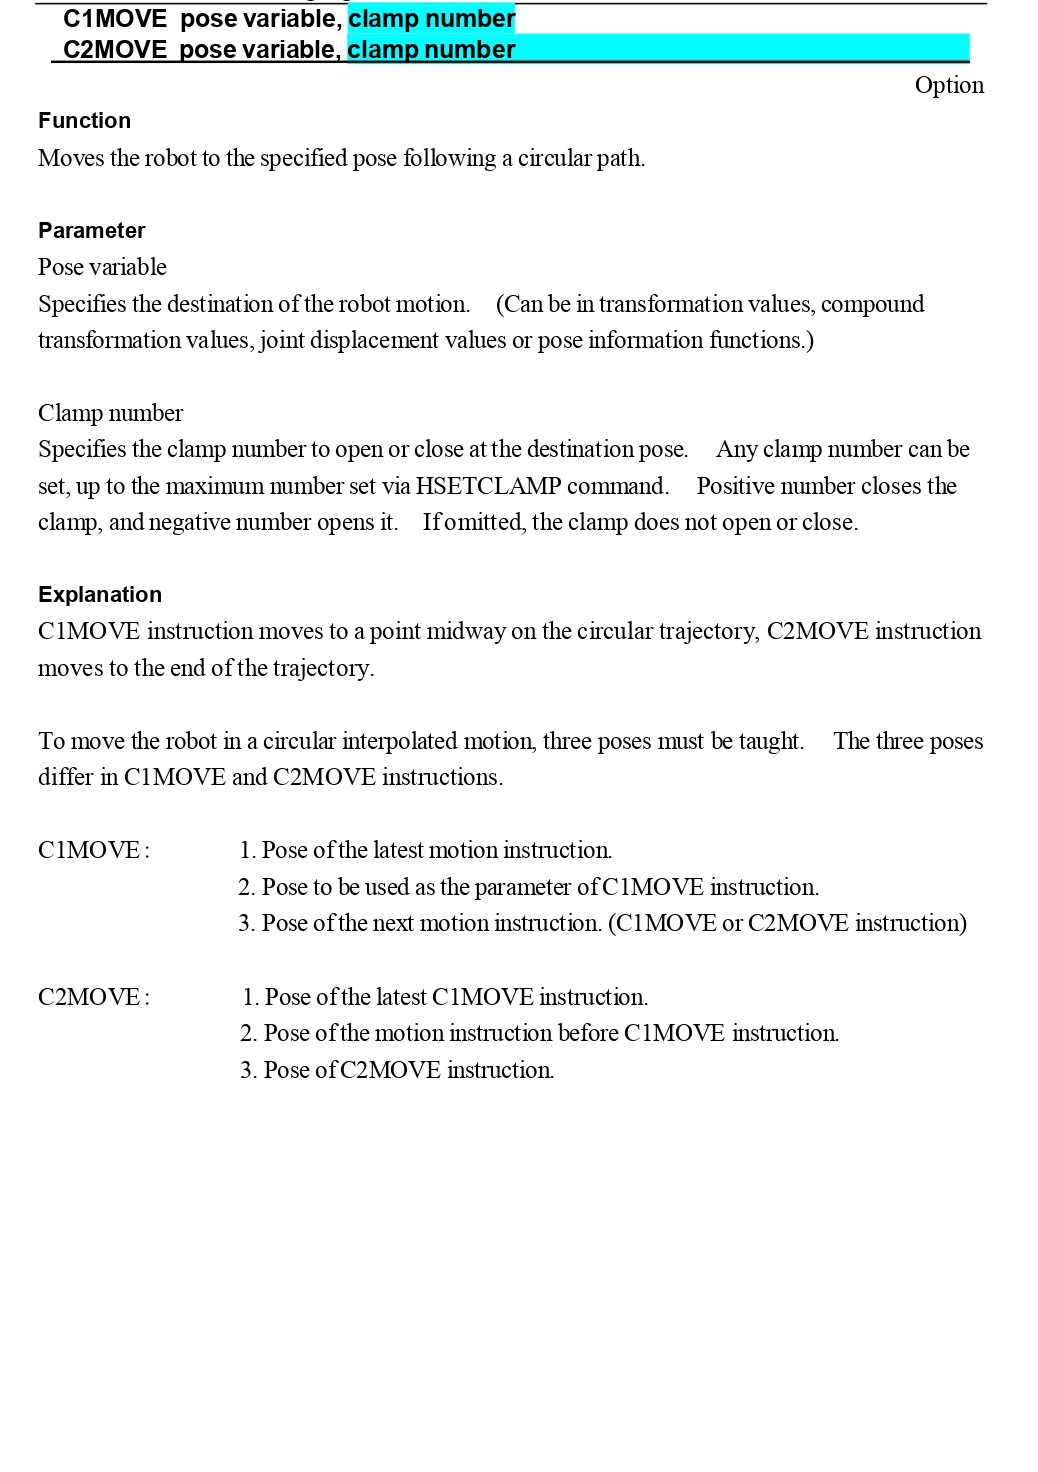 C1MOVE pose variable, clamp number
C2MOVE pose variable, clamp number
Option
Function
Moves the robot to the specified pose following a circular path.
Parameter
Pose variable
Specifies the destination of the robot motion. (Can be in transformation values, compound
transformation values, joint displacement values or pose information functions.)
Clamp number
Specifies the clamp number to open or close at the destination pose. Any clamp number can be
set, up to the maximum number set via HSETCLAMP command. Positive number closes the
clamp, and negative number opens it. If omitted, the clamp does not open or close.
Explanation
C1MOVE instruction moves to a point midway on the circular trajectory, C2MOVE instruction
moves to the end of the trajectory.
To move the robot in a circular interpolated motion, three poses must be taught. The three poses
differ in C1MOVE and C2MOVE instructions.
C1MOVE : 1. Pose of the latest motion instruction.
2. Pose to be used as the parameter of C1MOVE instruction.
3. Pose of the next motion instruction. (C1MOVE or C2MOVE instruction)
C2MOVE : 1. Pose of the latest C1MOVE instruction.
2. Pose of the motion instruction before C1MOVE instruction.
3. Pose of C2MOVE instruction.